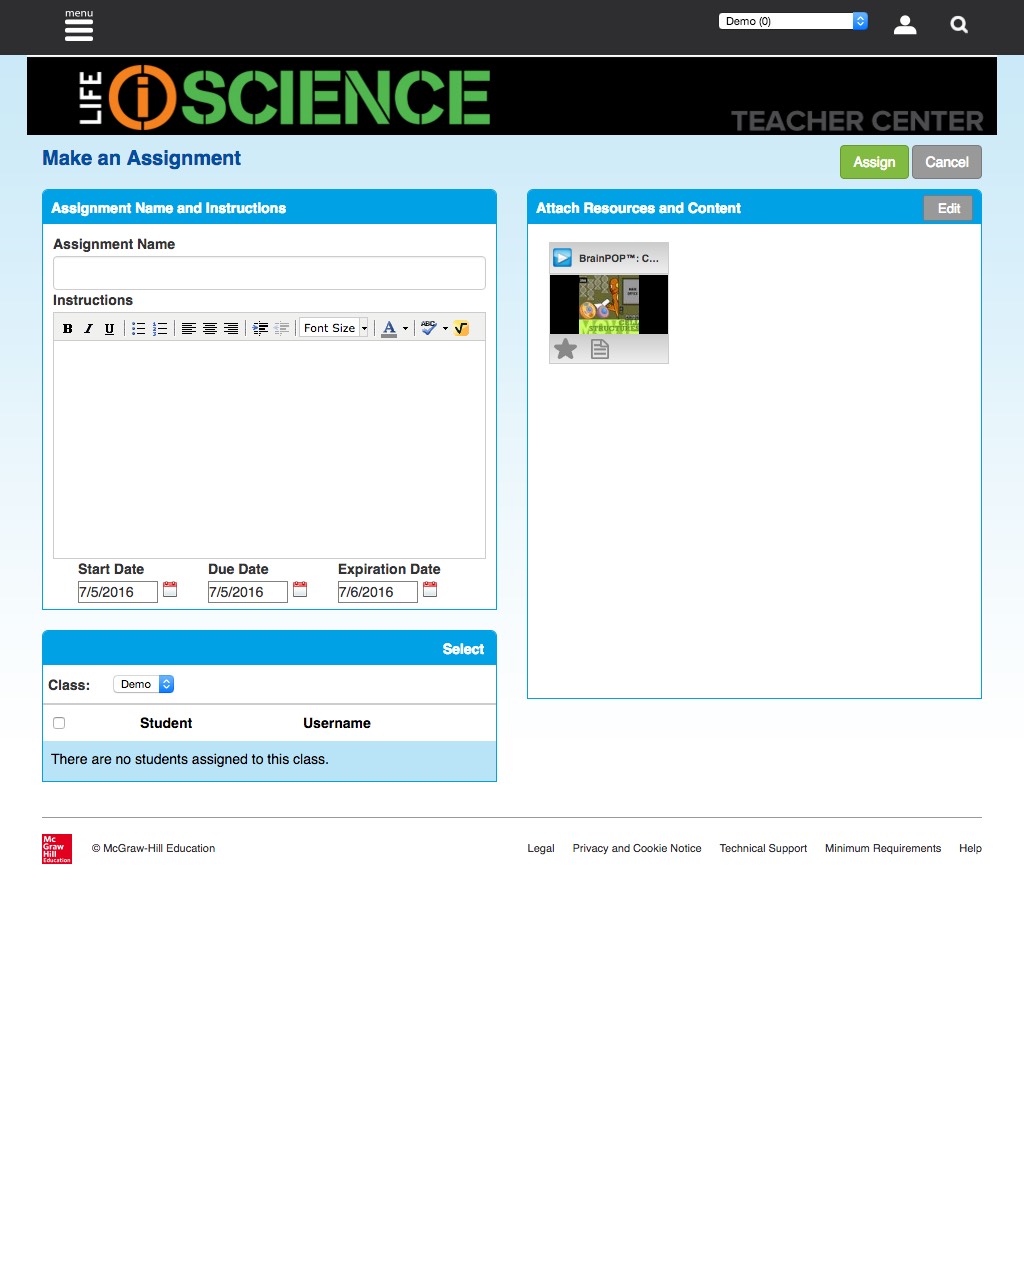 menu
Demo (0)
LIFE iSCIENCE
TEACHER CENTER
Make an Assignment
Assign Cancel
Assignment Name and Instructions
Assignment Name
Instructions
B I U Font Size A ABC
Start Date Due Date Expiration Date
7/5/2016 7/5/2016 7/6/2016
Select
Class: Demo
Student Username
There are no students assigned to this class.
Attach Resources and Content Edit
BrainPOP™: C...
Mc
Graw
Hill
Education
© McGraw-Hill Education
Legal Privacy and Cookie Notice Technical Support Minimum Requirements Help